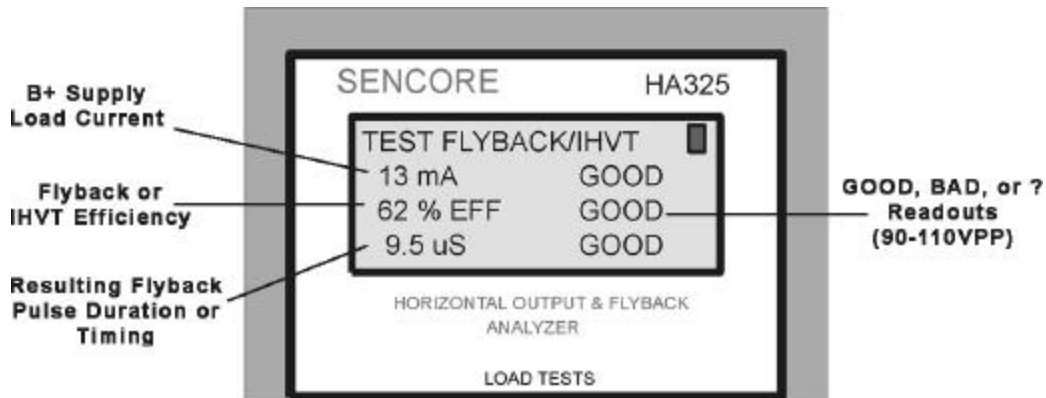 SENCORE HA325
B+ Supply
Load Current
TEST FLYBACK/IHVT
13 mA GOOD
Flyback or
IHVT Efficiency
62 % EFF GOOD
GOOD, BAD, or ?
Readouts
(90-110VPP)
9.5 uS GOOD
Resulting Flyback
Pulse Duration or
Timing
HORIZONTAL OUTPUT & FLYBACK
ANALYZER
LOAD TESTS